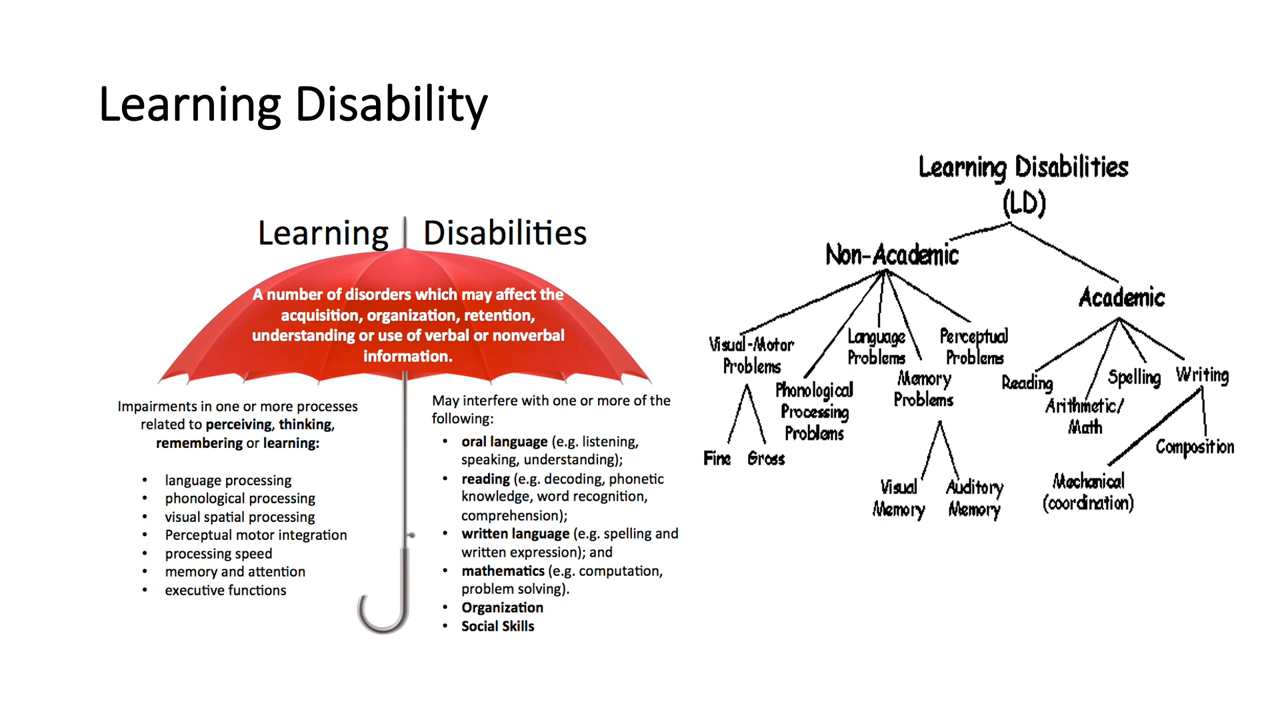 Learning Disability
Learning Disabilities
A number of disorders which may affect the
acquisition, organization, retention,
understanding or use of verbal or nonverbal
information.
Impairments in one or more processes
related to perceiving, thinking,
remembering or learning:
• language processing
• phonological processing
• visual spatial processing
• Perceptual motor integration
• processing speed
• memory and attention
• executive functions
May interfere with one or more of the
following:
• oral language (e.g. listening,
speaking, understanding);
• reading (e.g. decoding, phonetic
knowledge, word recognition,
comprehension);
• written language (e.g. spelling and
written expression); and
• mathematics (e.g. computation,
problem solving).
• Organization
• Social Skills
Learning Disabilities
(LD)
Non-Academic
Academic
Visual-Motor
Problems
Fine Gross
Phonological
Processing
Problems
Language
Problems
Memory
Problems
Visual
Memory
Auditory
Memory
Perceptual
Problems
Reading
Arithmetic/
Math
Spelling
Writing
Mechanical
(coordination)
Composition